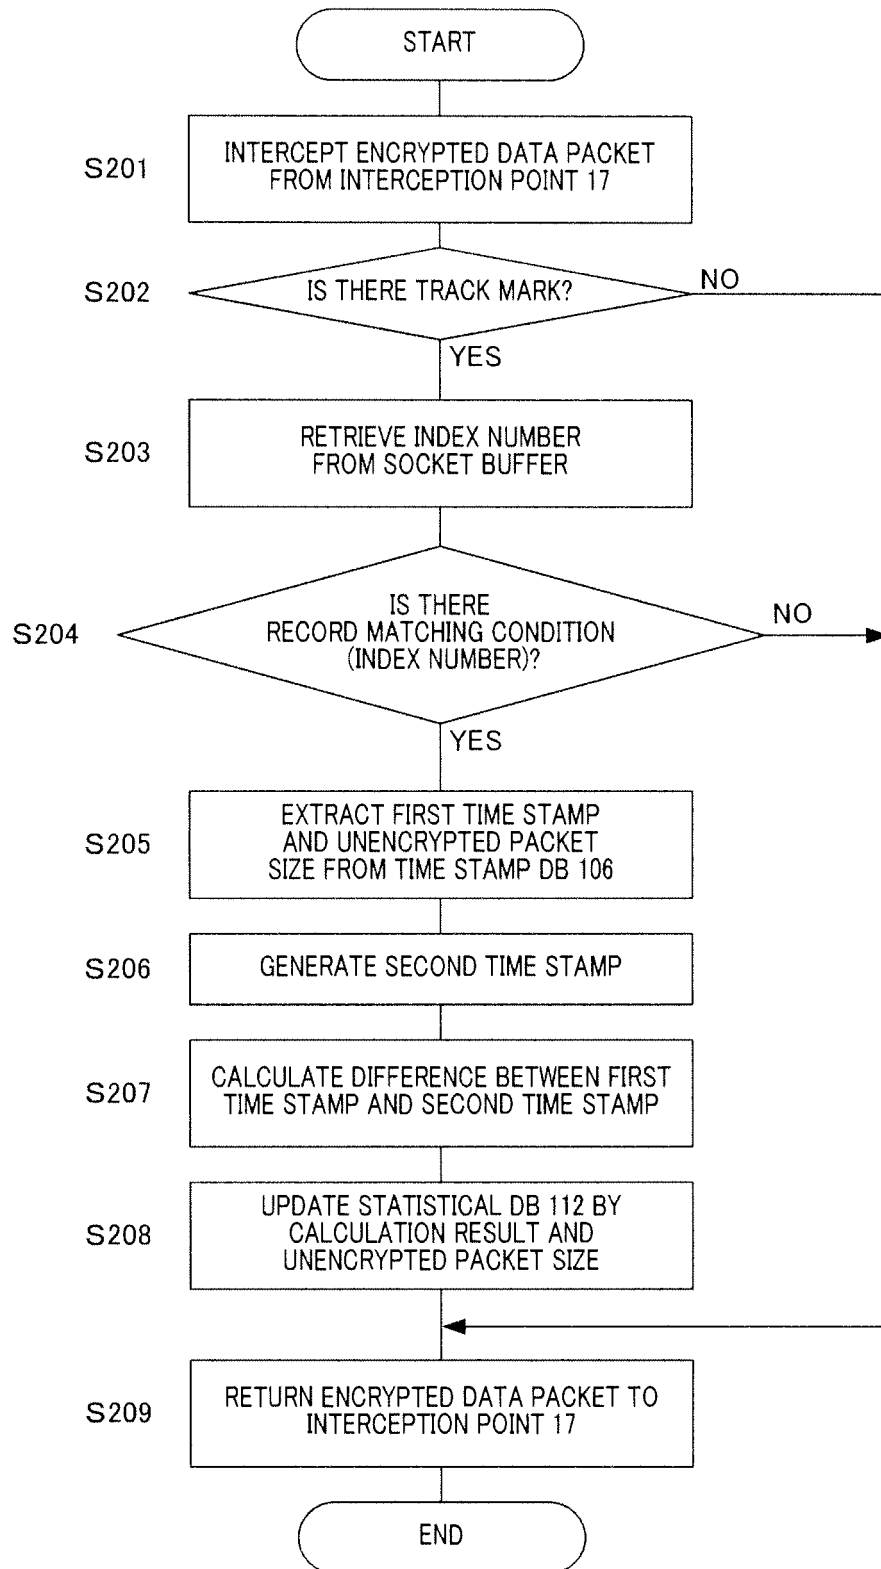 START
S201
INTERCEPT ENCRYPTED DATA PACKET
FROM INTERCEPTION POINT 17
S202
IS THERE TRACK MARK?
NO
YES
S203
RETRIEVE INDEX NUMBER
FROM SOCKET BUFFER
S204
IS THERE
RECORD MATCHING CONDITION
(INDEX NUMBER)?
NO
YES
S205
EXTRACT FIRST TIME STAMP
AND UNENCRYPTED PACKET
SIZE FROM TIME STAMP DB 106
S206
GENERATE SECOND TIME STAMP
S207
CALCULATE DIFFERENCE BETWEEN FIRST
TIME STAMP AND SECOND TIME STAMP
S208
UPDATE STATISTICAL DB 112 BY
CALCULATION RESULT AND
UNENCRYPTED PACKET SIZE
S209
RETURN ENCRYPTED DATA PACKET TO
INTERCEPTION POINT 17
END